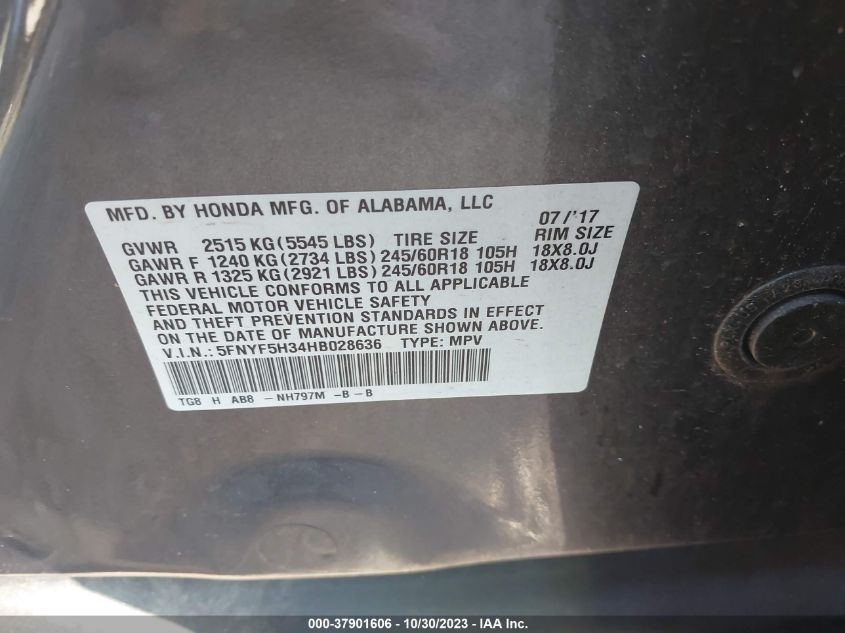 MFD. BY HONDA MFG. OF ALABAMA, LLC 07/'17
GVWR 2515 KG (5545 LBS) TIRE SIZE RIM SIZE
GAWR F 1240 KG (2734 LBS) 245/60R18 105H 18X8.0J
GAWR R 1325 KG (2921 LBS) 245/60R18 105H 18X8.0J
THIS VEHICLE CONFORMS TO ALL APPLICABLE
FEDERAL MOTOR VEHICLE SAFETY
AND THEFT PREVENTION STANDARDS IN EFFECT
ON THE DATE OF MANUFACTURE SHOWN ABOVE.
V.I.N.: 5FNYF5H34HB028636 TYPE: MPV
TG8 H AB8 - NH797M - B - B
000-37901606 - 10/30/2023 - IAA Inc.